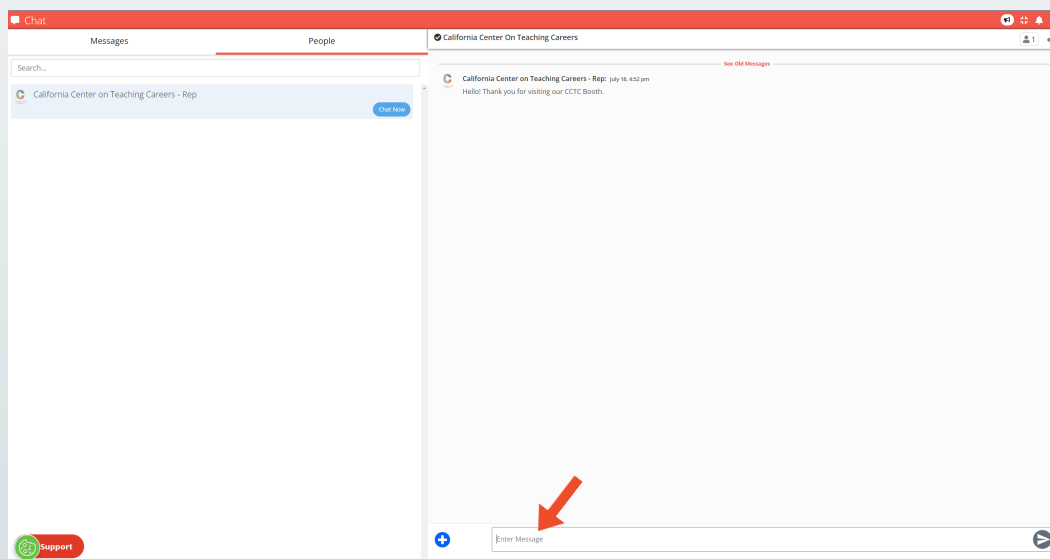 Chat
Messages People
Search...
California Center on Teaching Careers - Rep
Chat Now
California Center On Teaching Careers
1
See Old Messages
California Center on Teaching Careers - Rep: July 18, 4:52 pm
Hello! Thank you for visiting our CCTC Booth.
Enter Message
Support